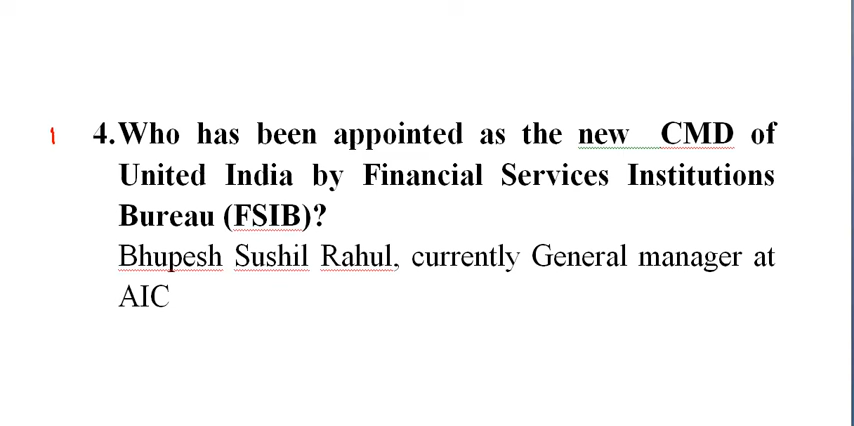 4.Who has been appointed as the new CMD of
United India by Financial Services Institutions
Bureau (FSIB)?
Bhupesh Sushil Rahul, currently General manager at
AIC